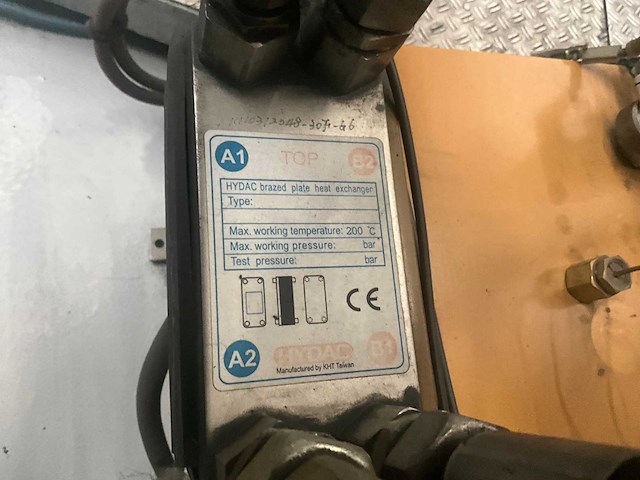 A1 TOP B2
HYDAC brazed plate heat exchanger
Type:
Max. working temperature: 200 °C
Max. working pressure: bar
Test pressure: bar
CE
A2 HYDAC B1
Manufactured by KHT Taiwan